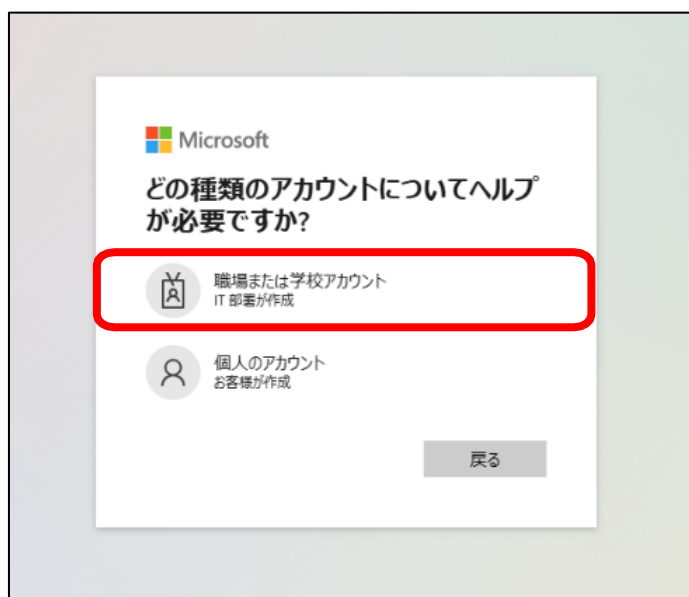 Microsoft
どの種類のアカウントについてヘルプ
が必要ですか?
職場または学校アカウント
IT 部署が作成
個人のアカウント
お客様が作成
戻る